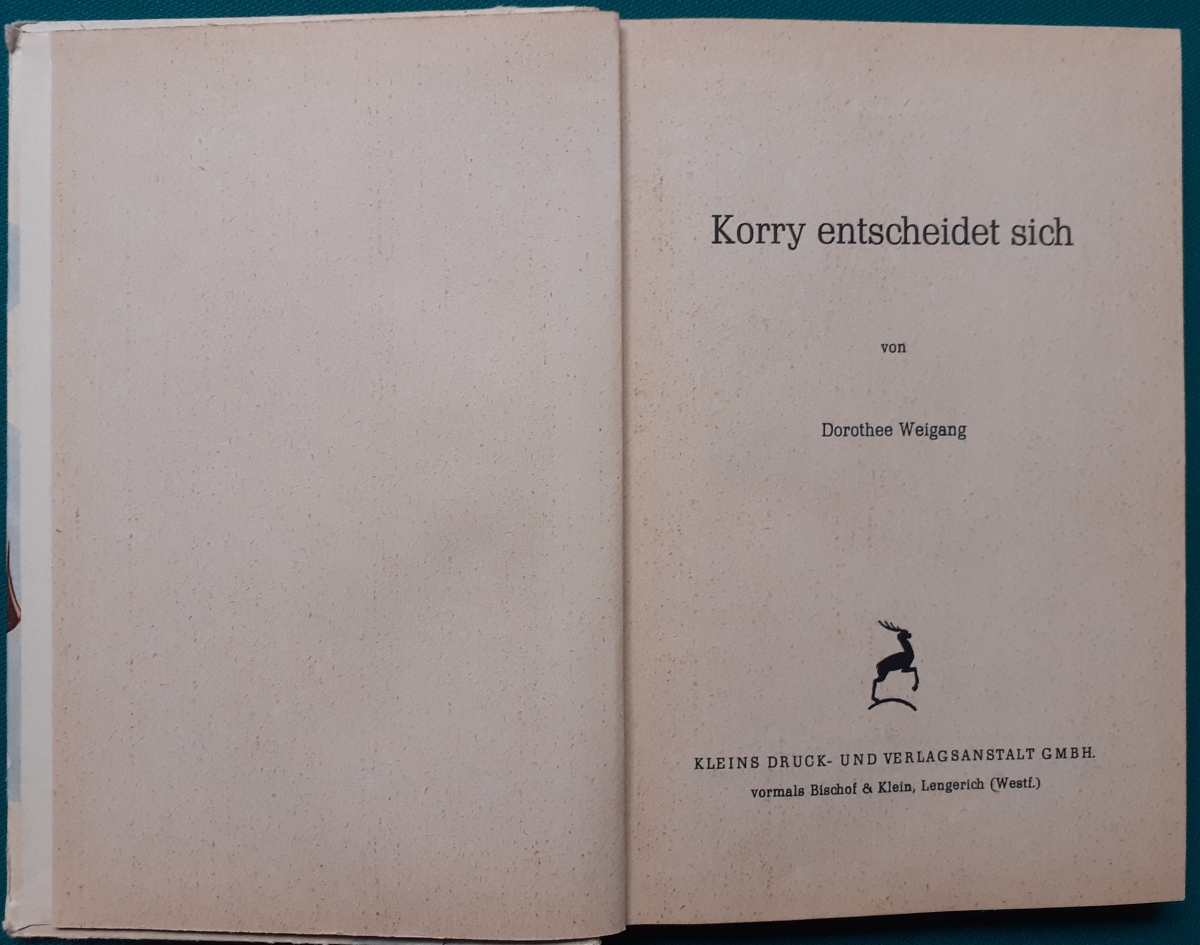 Korry entscheidet sich
von
Dorothee Weigang
KLEINS DRUCK- UND VERLAGSANSTALT GMBH.
vormals Bischof & Klein, Lengerich (Westf.)